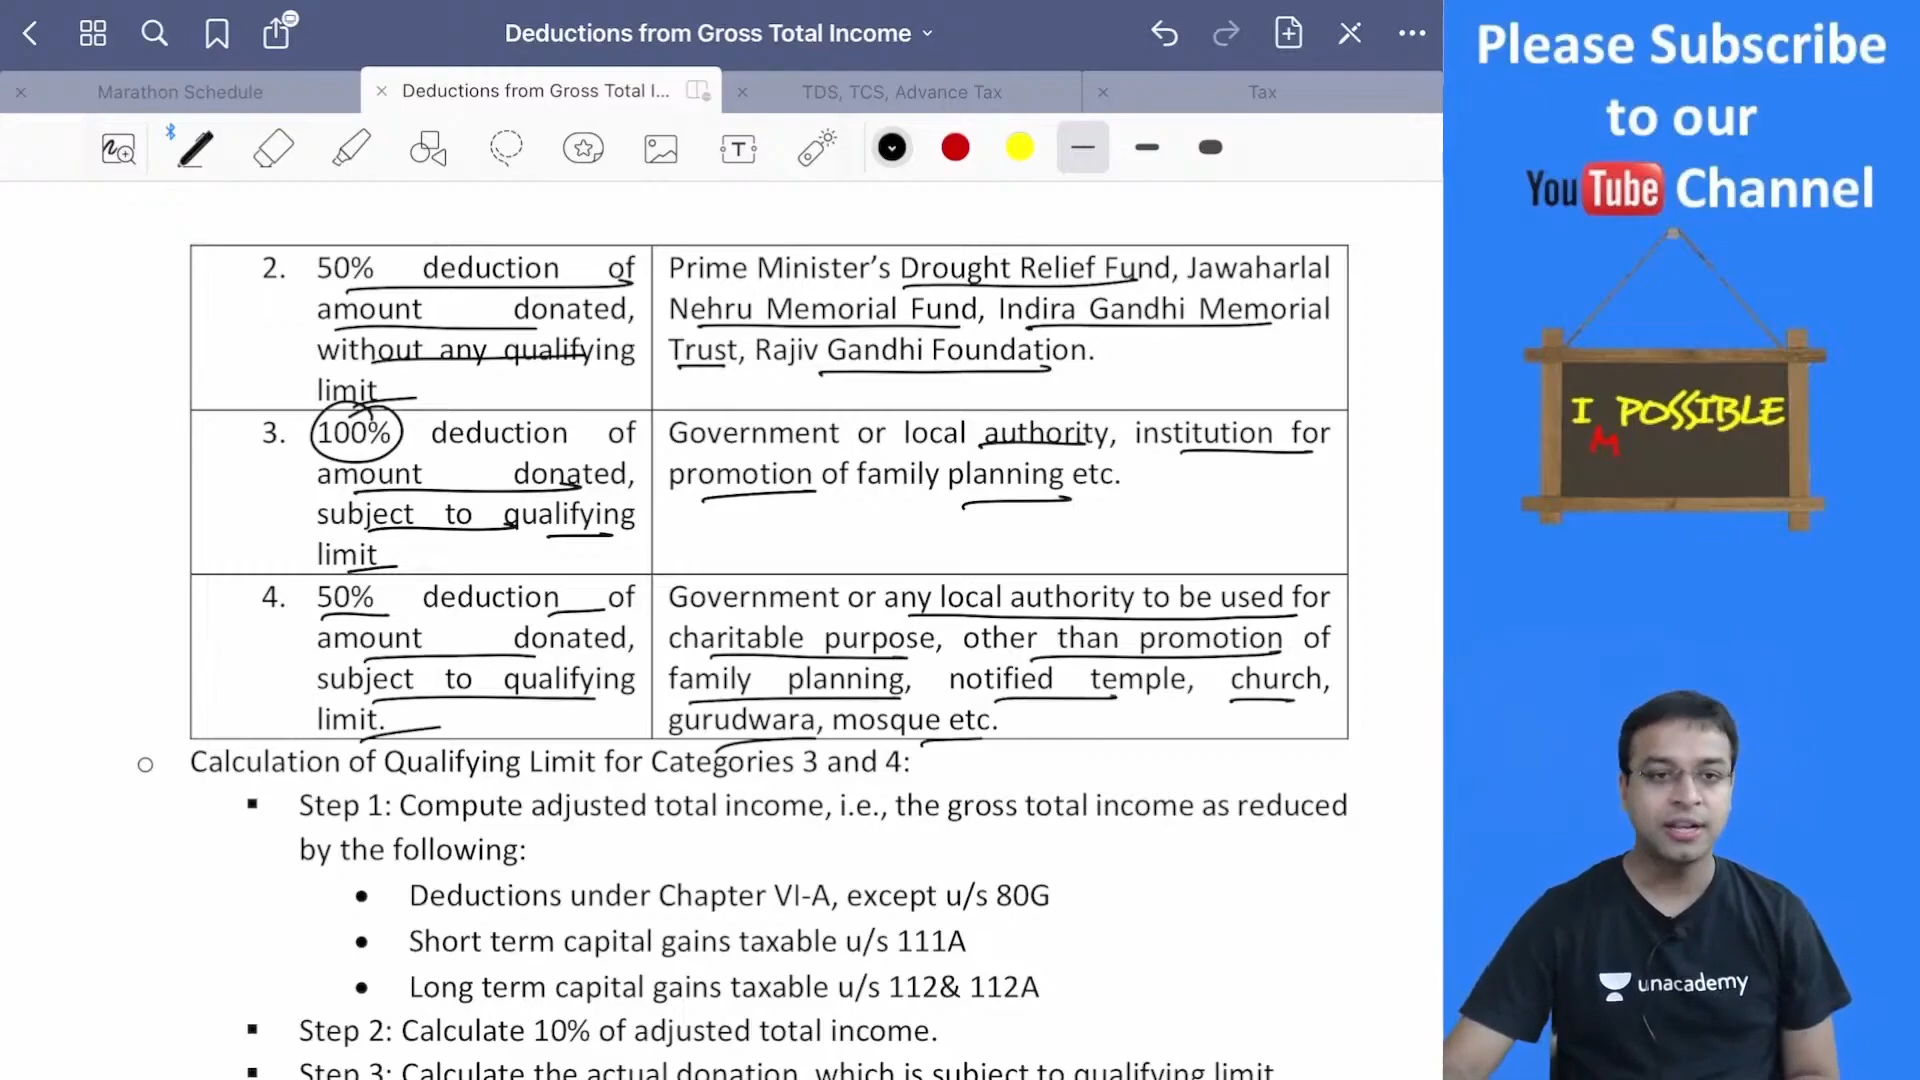 Deductions from Gross Total Income
Marathon Schedule
Deductions from Gross Total I...
TDS, TCS, Advance Tax
Tax
2. 50% deduction of amount donated, without any qualifying limit
Prime Minister’s Drought Relief Fund, Jawaharlal
Nehru Memorial Fund, Indira Gandhi Memorial
Trust, Rajiv Gandhi Foundation.
3. 100% deduction of
amount donated,
subject to qualifying
limit
Government or local authority, institution for
promotion of family planning etc.
4. 50% deduction of
amount donated,
subject to qualifying
limit.
Government or any local authority to be used for
charitable purpose, other than promotion of
family planning, notified temple, church,
gurudwara, mosque etc.
o Calculation of Qualifying Limit for Categories 3 and 4:
▪ Step 1: Compute adjusted total income, i.e., the gross total income as reduced
by the following:
• Deductions under Chapter VI-A, except u/s 80G
• Short term capital gains taxable u/s 111A
• Long term capital gains taxable u/s 112& 112A
▪ Step 2: Calculate 10% of adjusted total income.
▪ Step 3: Calculate the actual donation, which is subject to qualifying limit
Please Subscribe
to our
YouTube Channel
I POSSIBLE
M
unacademy